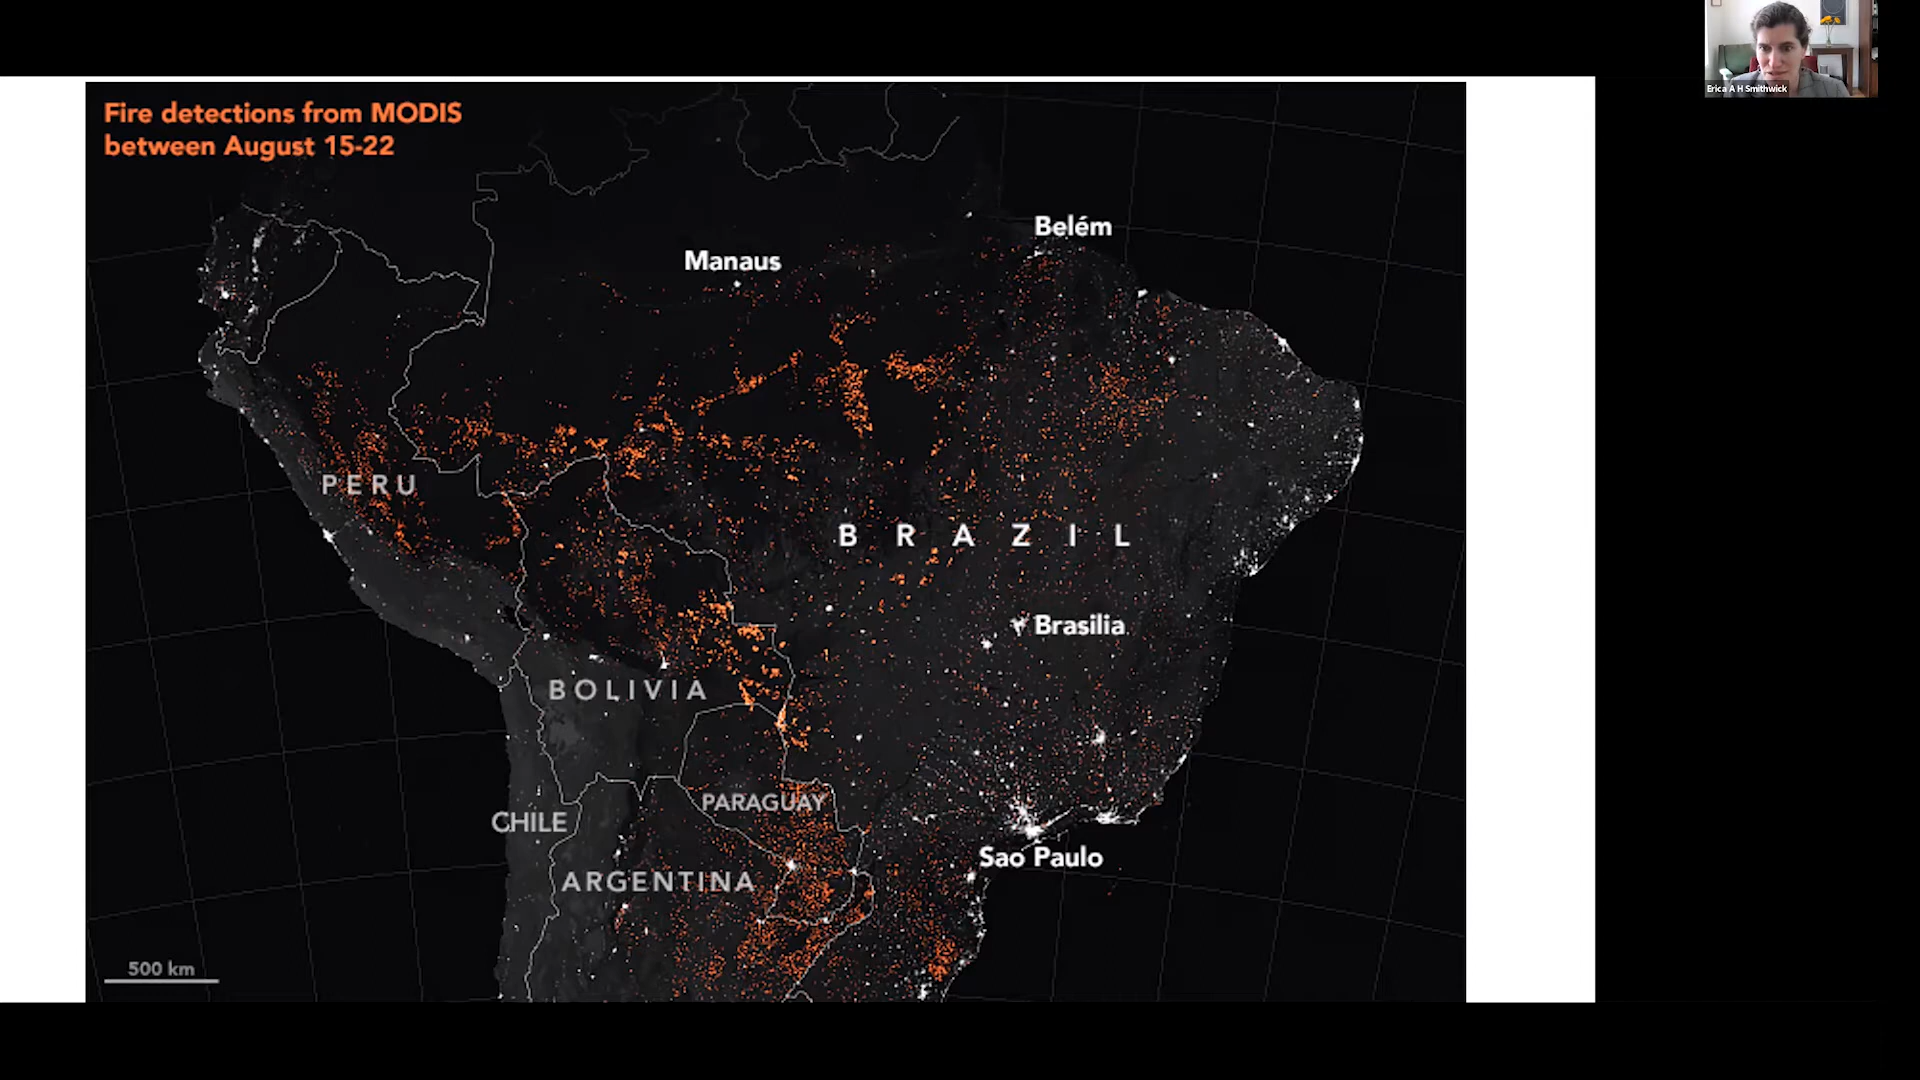 Fire detections from MODIS
between August 15-22
Erica A H Smithwick
Belém
Manaus
PERU
BRAZIL
Brasilia
BOLIVIA
PARAGUAY
CHILE
Sao Paulo
ARGENTINA
500 km